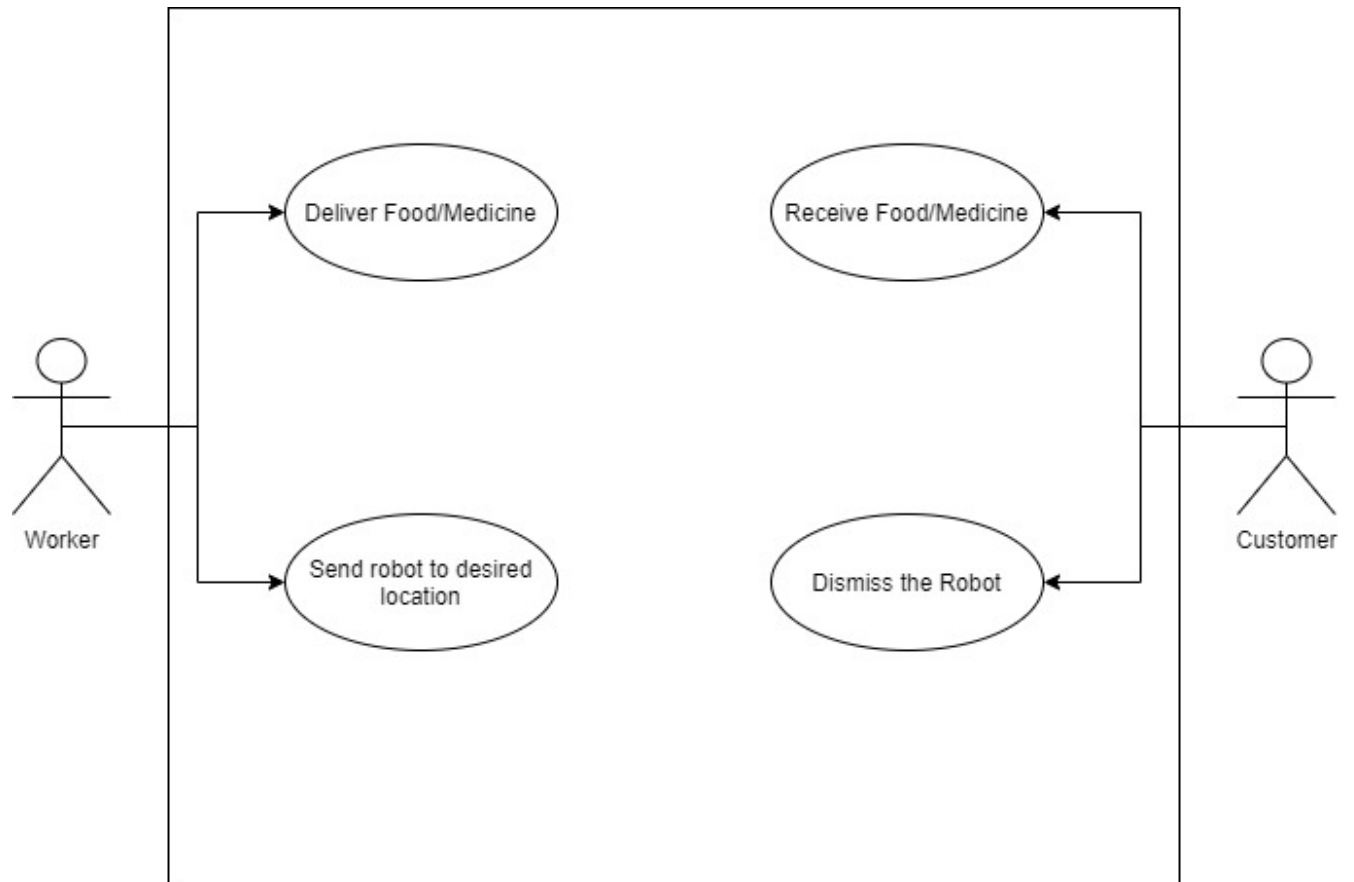 Deliver Food/Medicine
Receive Food/Medicine
Worker
Customer
Send robot to desired
location
Dismiss the Robot